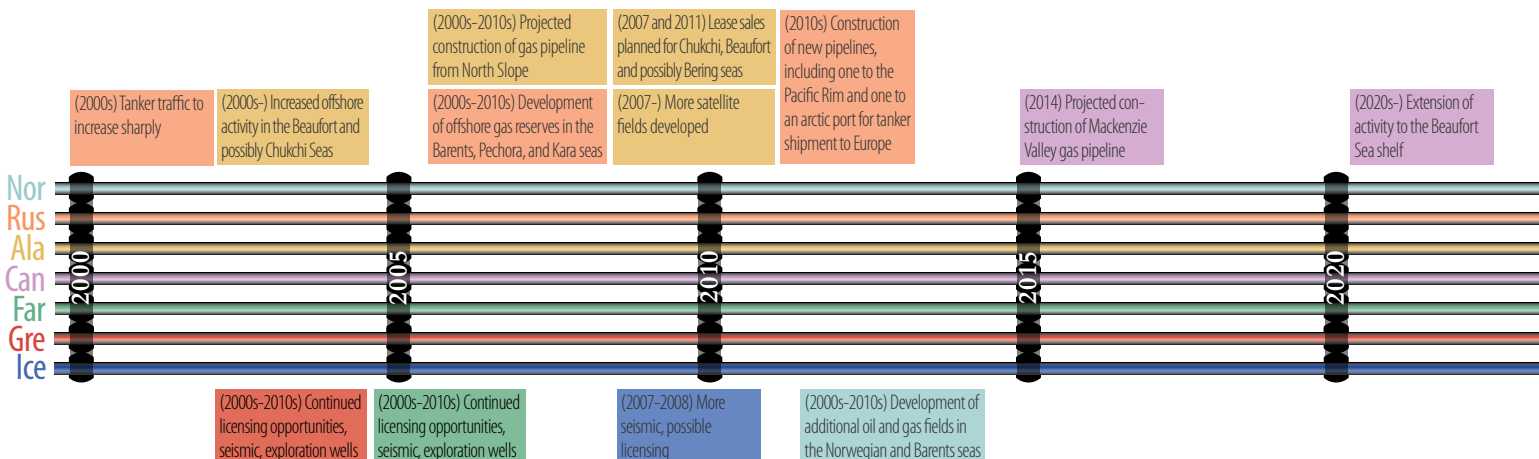 (2000s-2010s) Projected
construction of gas pipeline
from North Slope
(2007 and 2011) Lease sales
planned for Chukchi, Beaufort
and possibly Bering seas
(2010s) Construction
of new pipelines,
including one to the
Pacific Rim and one to
an arctic port for tanker
shipment to Europe
(2000s) Tanker traffic to
increase sharply
(2000s-) Increased offshore
activity in the Beaufort and
possibly Chukchi Seas
(2000s-2010s) Development
of offshore gas reserves in the
Barents, Pechora, and Kara seas
(2007-) More satellite
fields developed
(2014) Projected con-
struction of Mackenzie
Valley gas pipeline
(2020s-) Extension of
activity to the Beaufort
Sea shelf
Nor
Rus
Ala
Can
Far
Gre
Ice
2000
2005
2010
2015
2020
(2000s-2010s) Continued
licensing opportunities,
seismic, exploration wells
(2000s-2010s) Continued
licensing opportunities,
seismic, exploration wells
(2007-2008) More
seismic, possible
licensing
(2000s-2010s) Development of
additional oil and gas fields in
the Norwegian and Barents seas